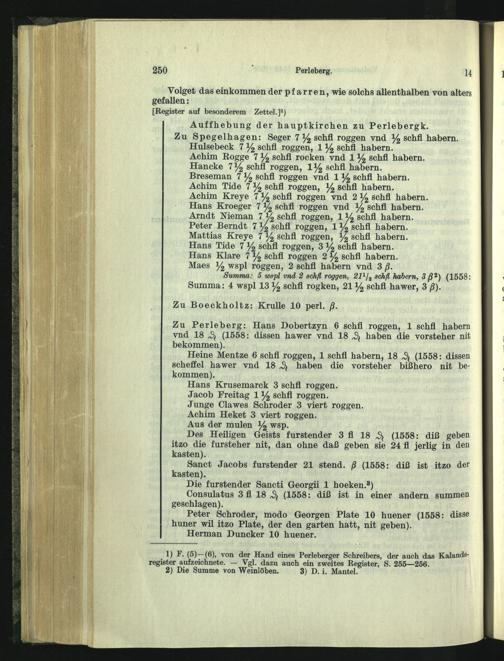 250 Perleberg. 14
Volget das einkommen der pfarren, wie solchs allenthalben von alters
gefallen:
[Register auf besonderem Zettel.]¹)
Auffhebung der hauptkirchen zu Perlebergk.
Zu Spegelhagen: Seger 7½ schfl roggen vnd ½ schfl habern.
Hulsebeck 7½ schfl roggen, 1½ schfl habern.
Achim Rogge 7½ schfl rocken vnd 1½ schfl habern.
Hancke 7½ schfl roggen, 1½ schfl habern.
Breseman 7½ schfl roggen vnd 1½ schfl habern.
Achim Tide 7½ schfl roggen, ½ schfl habern.
Achim Kreye 7½ schfl roggen vnd 2½ schfl habern.
Hans Kroeger 7½ schfl roggen vnd ½ schfl habern.
Arndt Nieman 7½ schfl roggen, 1½ schfl habern.
Peter Berndt 7½ schfl roggen, 1½ schfl habern.
Mattias Kreye 7½ schfl roggen, ½ schfl habern.
Hans Tide 7½ schfl roggen, 3½ schfl habern.
Hans Klare 7½ schfl roggen 2½ schfl habern.
Maes ½ wspl roggen, 2 schfl habern vnd 3 β.
Summa: 5 wspl vnd 2 schfl roggen, 21¹/₂ schfl habern, 3 β²) (1558:
Summa: 4 wspl 13½ schfl rogken, 21½ schfl hawer, 3 β).
Zu Boeckholtz: Krulle 10 perl. β.
Zu Perleberg: Hans Dobertzyn 6 schfl roggen, 1 schfl habern
vnd 18 ₰ (1558: dissen hawer vnd 18 ₰ haben die vorsteher nit
bekommen).
Heine Mentze 6 schfl roggen, 1 schfl habern, 18 ₰ (1558: dissen
scheffel hawer vnd 18 ₰ haben die vorsteher bißhero nit be-
kommen).
Hans Krusemarck 3 schfl roggen.
Jacob Freitag 1½ schfl roggen.
Junge Clawes Schroder 3 viert roggen.
Achim Heket 3 viert roggen.
Aus der mulen ½ wsp.
Des Heiligen Geists furstender 3 fl 18 ₰ (1558: diß geben
itzo die fursteher nit, dan ohne daß geben sie 24 fl jerlig in den
kasten).
Sanct Jacobs furstender 21 stend. β (1558: diß ist itzo der
kasten).
Die furstender Sancti Georgii 1 hoeken.³)
Consulatus 3 fl 18 ₰ (1558: diß ist in einer andern summen
geschlagen).
Peter Schroder, modo Georgen Plate 10 huener (1558: disse
huner wil itzo Plate, der den garten hatt, nit geben).
Herman Duncker 10 huener.
1) F. (5)—(6), von der Hand eines Perleberger Schreibers, der auch das Kalands-
register aufzeichnete. — Vgl. dazu auch ein zweites Register, S. 255—256.
2) Die Summe von Weinlöben. 3) D. i. Mantel.